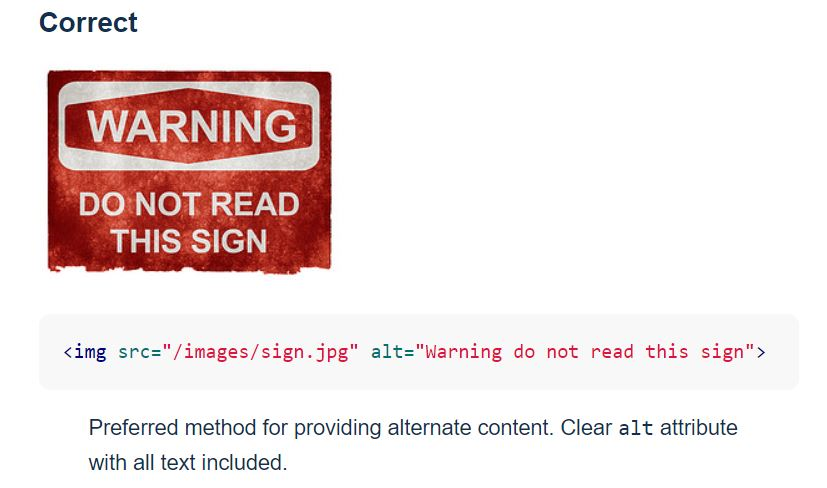 Correct
WARNING
DO NOT READ
THIS SIGN
<img src="/images/sign.jpg" alt="Warning do not read this sign">
Preferred method for providing alternate content. Clear alt attribute
with all text included.